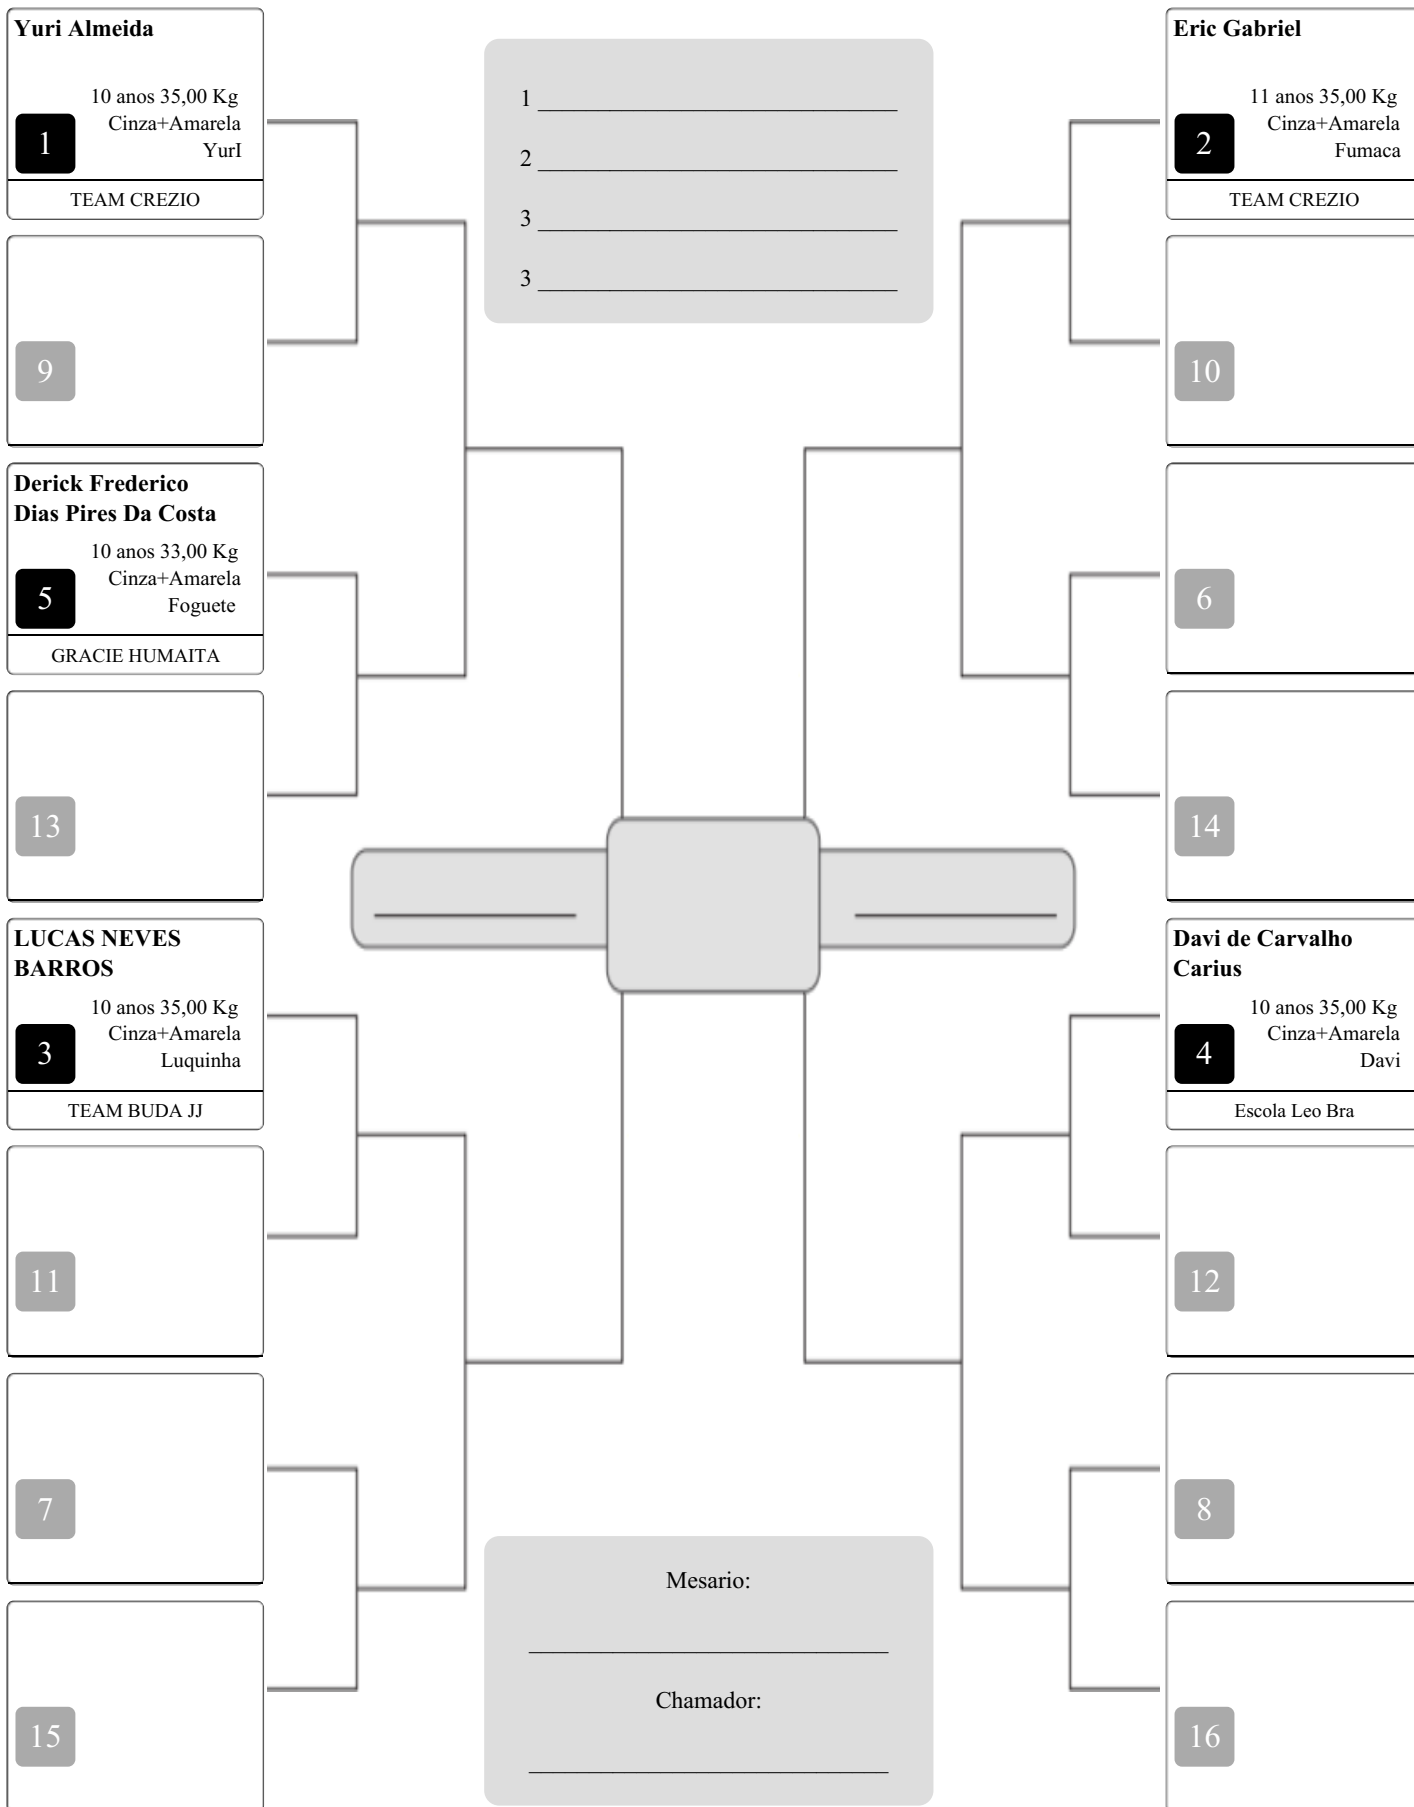 Yuri Almeida
10 anos 35,00 Kg
Cinza+Amarela
1
YurI
TEAM CREZIO
9
Derick Frederico
Dias Pires Da Costa
10 anos 33,00 Kg
Cinza+Amarela
5
Foguete
GRACIE HUMAITA
13
LUCAS NEVES
BARROS
10 anos 35,00 Kg
Cinza+Amarela
3
Luquinha
TEAM BUDA JJ
11
7
15
1
2
3
3
Mesario:
Chamador:
Eric Gabriel
11 anos 35,00 Kg
Cinza+Amarela
2
Fumaca
TEAM CREZIO
10
6
14
Davi de Carvalho
Carius
10 anos 35,00 Kg
Cinza+Amarela
4
Davi
Escola Leo Bra
12
8
16